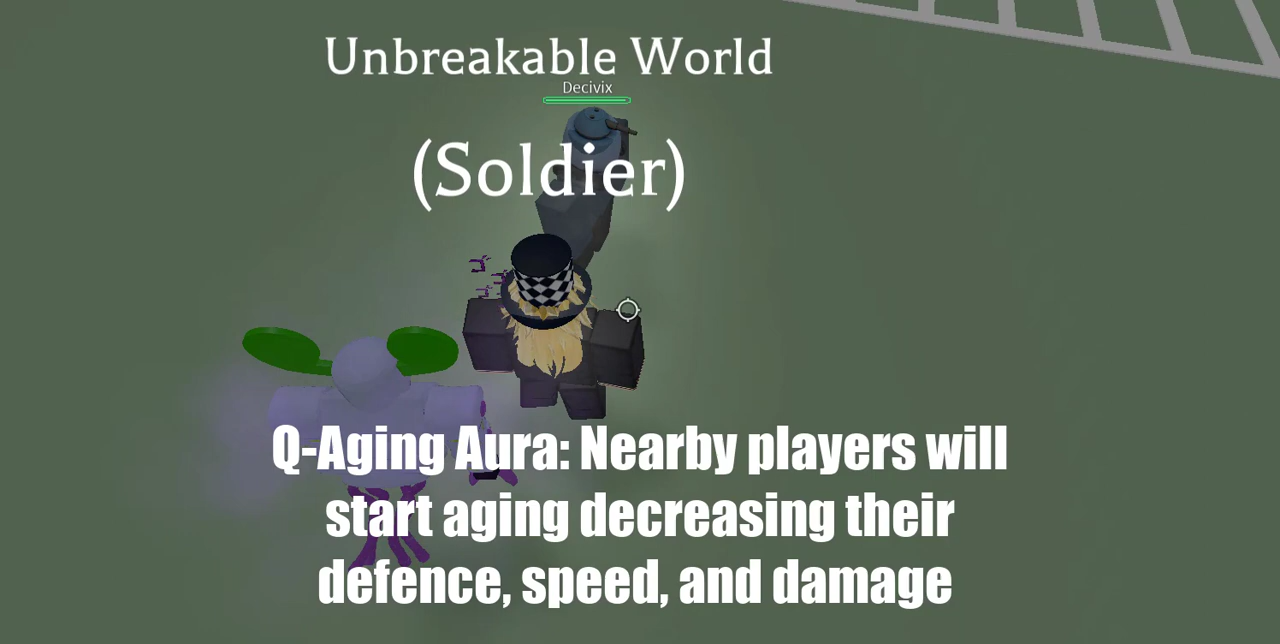 Unbreakable World
Decivix
(Soldier)
Q-Aging Aura: Nearby players will
start aging decreasing their
defence, speed, and damage